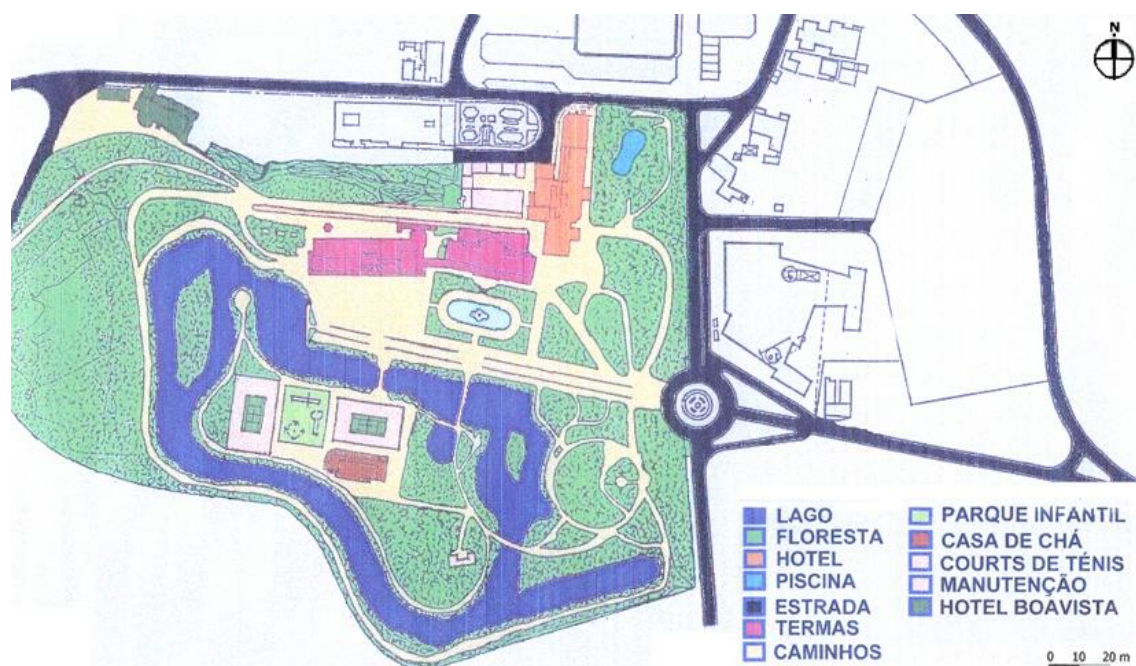 N
LAGO
FLORESTA
HOTEL
PISCINA
ESTRADA
TERMAS
CAMINHOS
PARQUE INFANTIL
CASA DE CHÁ
COURTS DE TÉNIS
MANUTENÇÃO
HOTEL BOAVISTA
0 10 20 m